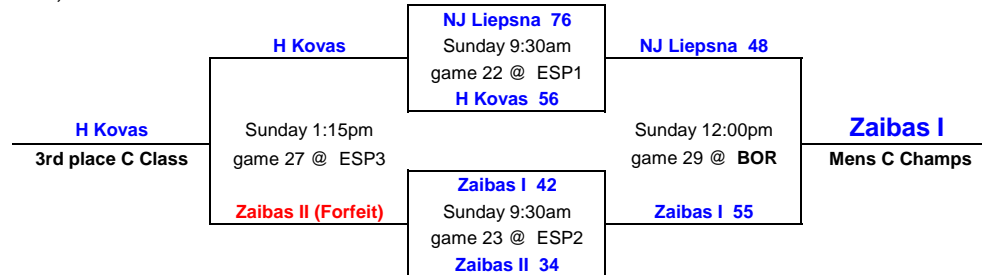 NJ Liepsna 76
H Kovas
Sunday 9:30am
NJ Liepsna 48
game 22 @ ESP1
H Kovas 56
H Kovas
Sunday 1:15pm
Sunday 12:00pm
Zaibas I
3rd place C Class
game 27 @ ESP3
game 29 @ BOR
Mens C Champs
Zaibas I 42
Zaibas II (Forfeit)
Sunday 9:30am
Zaibas I 55
game 23 @ ESP2
Zaibas II 34